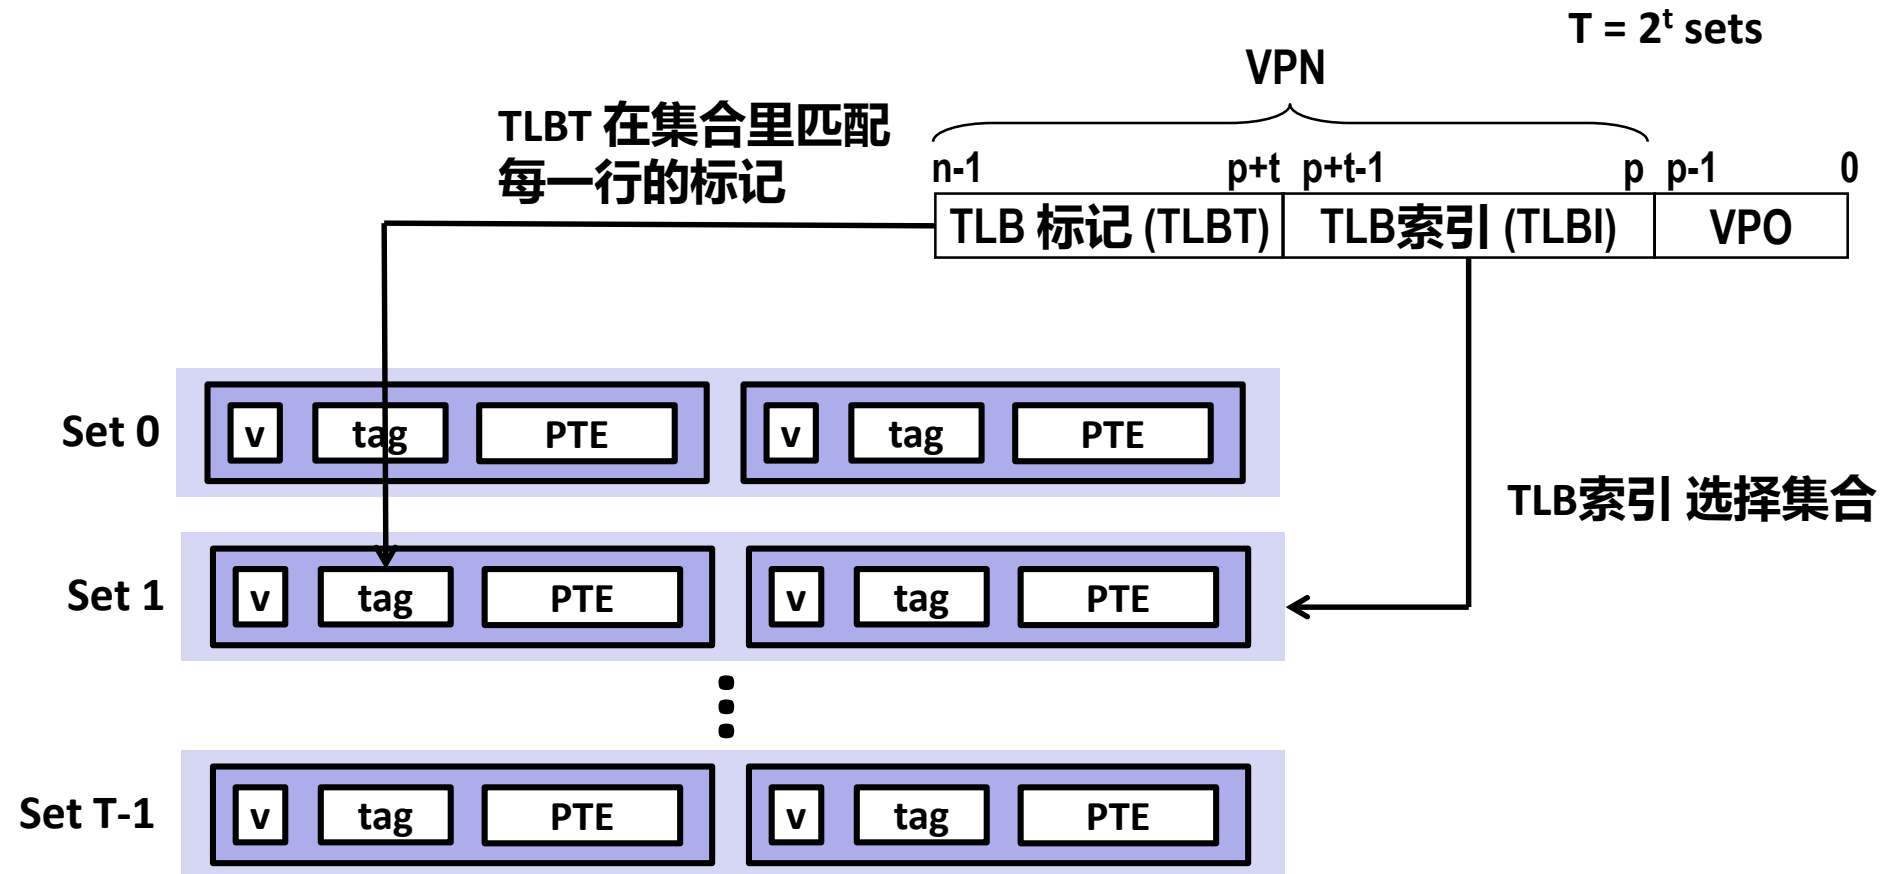 T = 2^t sets
VPN
TLBT 在集合里匹配
每一行的标记
n-1 p+t p+t-1 p p-1 0
TLB 标记 (TLBT) TLB索引 (TLBI) VPO
Set 0 v tag PTE v tag PTE
TLB索引 选择集合
Set 1 v tag PTE v tag PTE
Set T-1 v tag PTE v tag PTE